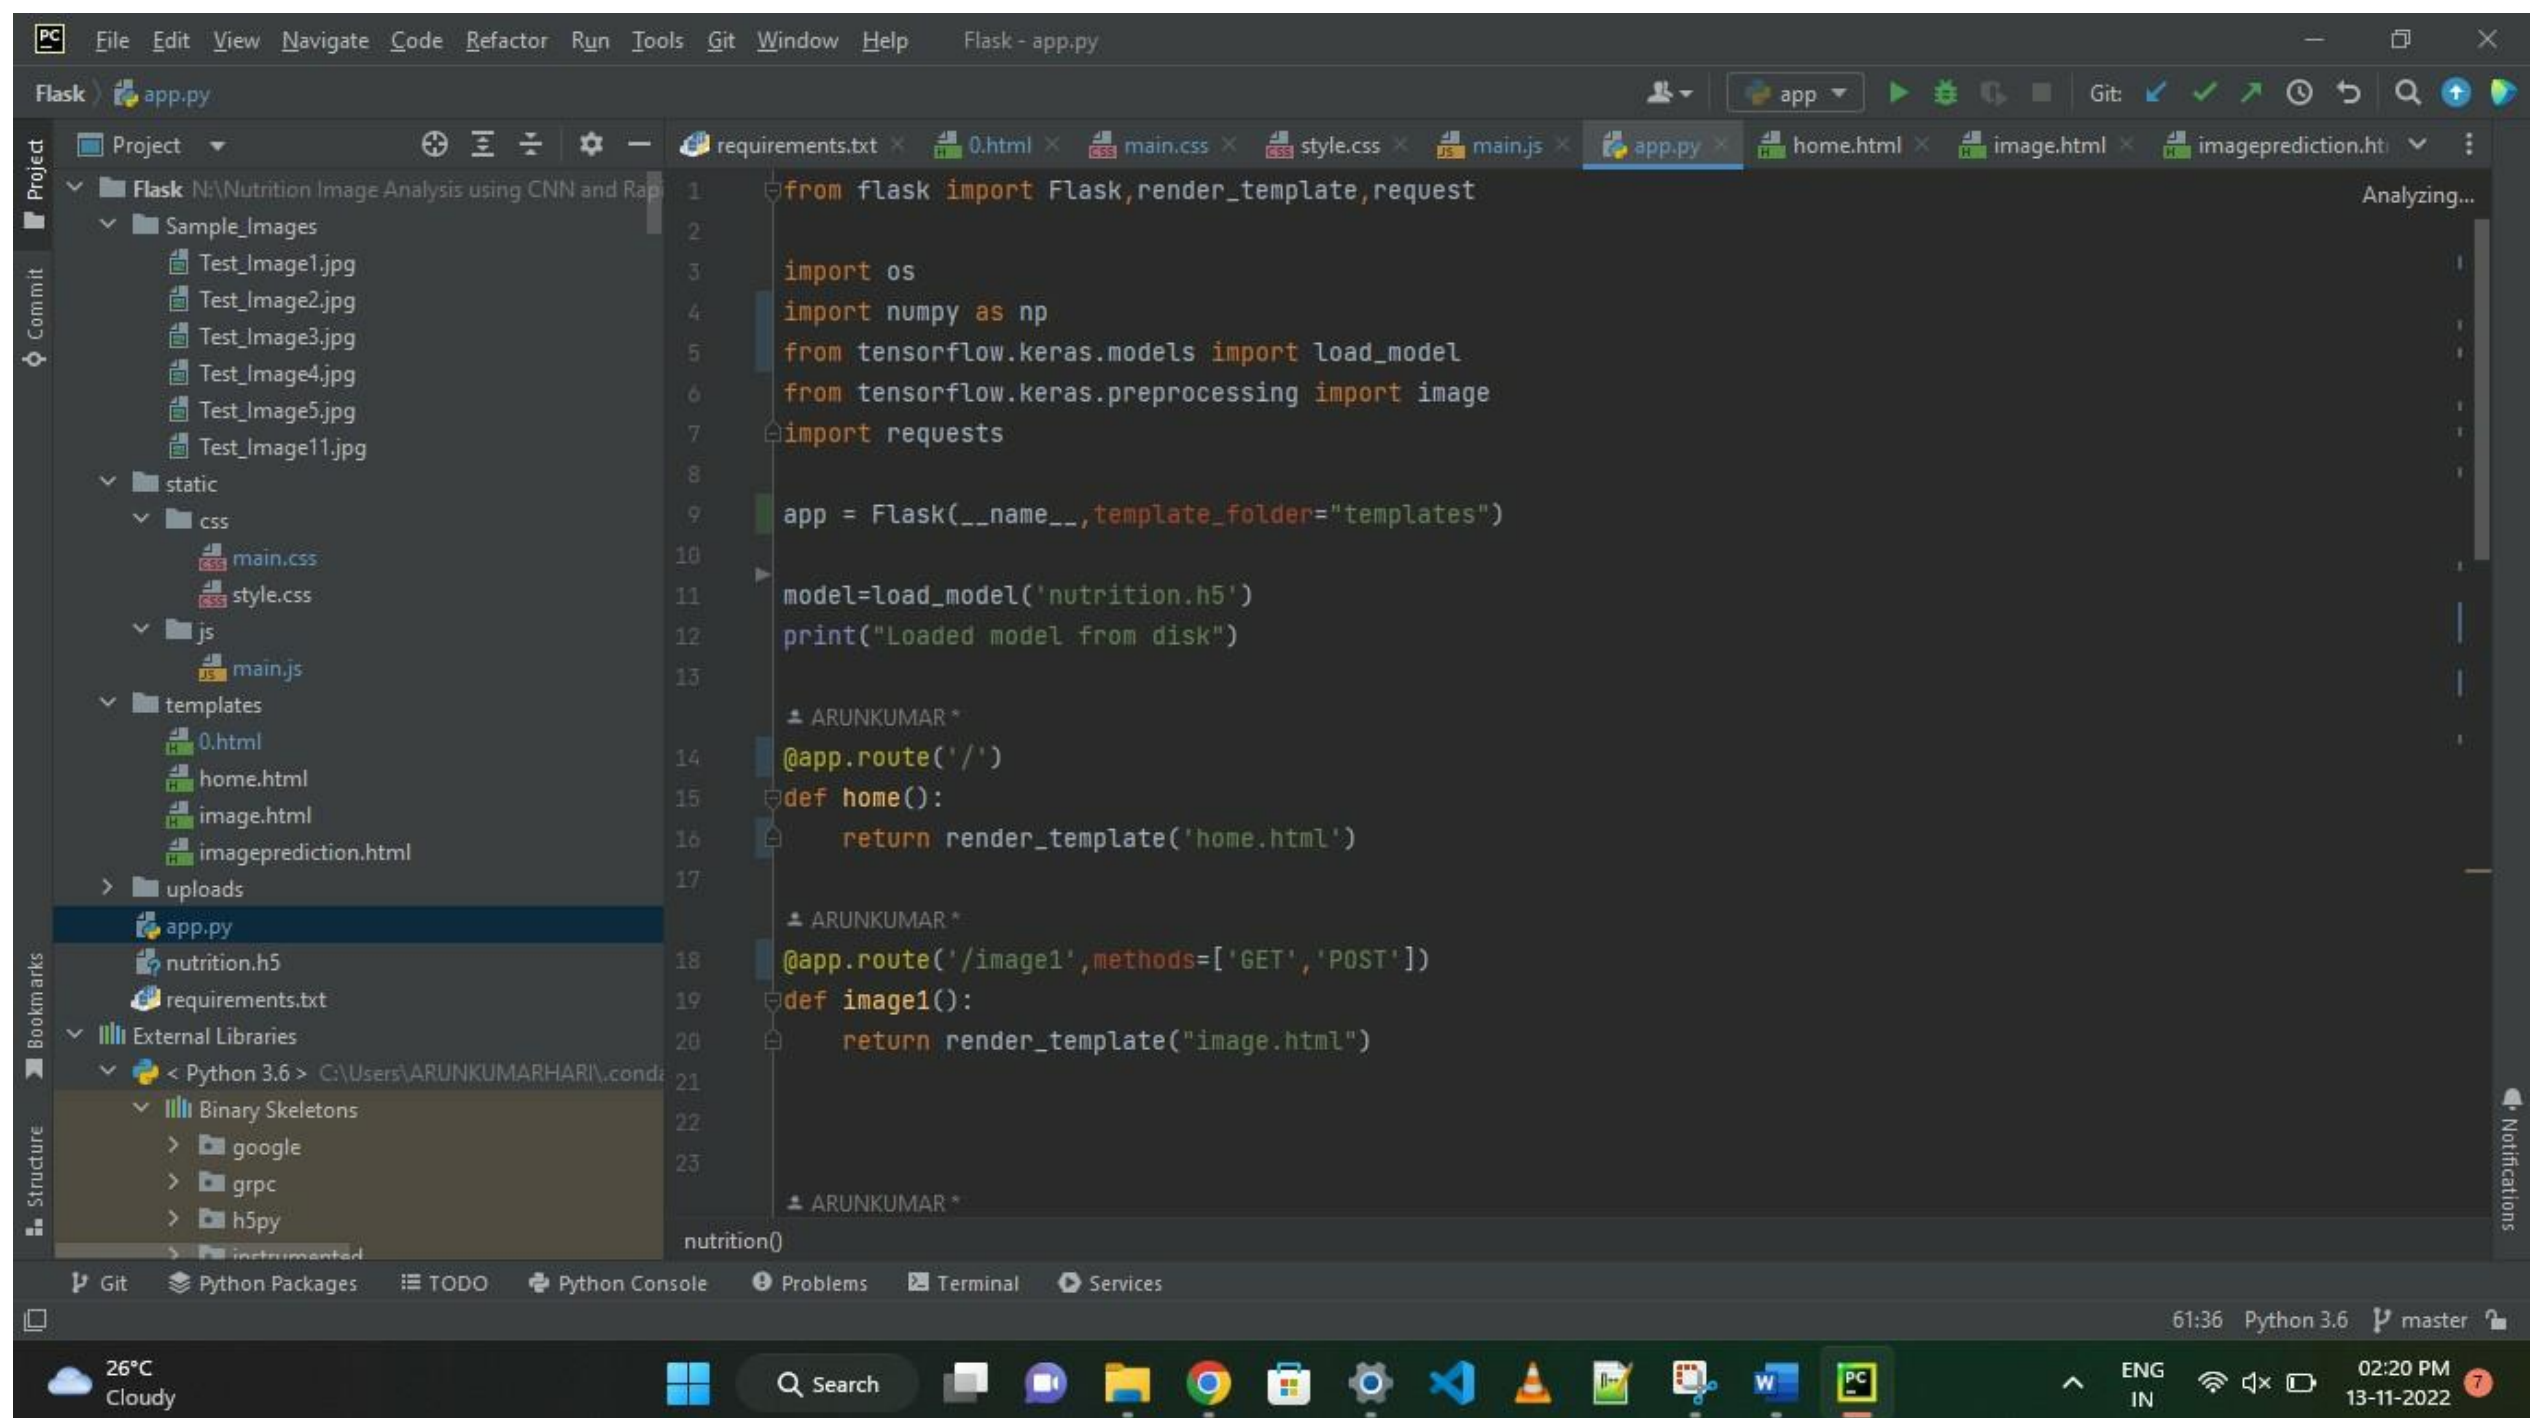 PC File Edit View Navigate Code Refactor Run Tools Git Window Help Flask - app.py
Flask app.py
app Git:
Project
requirements.txt 0.html main.css style.css main.js app.py home.html image.html imageprediction.ht
Project
Commit
Bookmarks
Structure
Flask N:\Nutrition Image Analysis using CNN and Rapi
Sample_Images
Test_Image1.jpg
Test_Image2.jpg
Test_Image3.jpg
Test_Image4.jpg
Test_Image5.jpg
Test_Image11.jpg
static
css
main.css
style.css
js
main.js
templates
0.html
home.html
image.html
imageprediction.html
uploads
app.py
nutrition.h5
requirements.txt
External Libraries
< Python 3.6 > C:\Users\ARUNKUMARHARI\.conda
Binary Skeletons
google
grpc
h5py
instrumented
Analyzing...
1 from flask import Flask,render_template,request
2
3 import os
4 import numpy as np
5 from tensorflow.keras.models import load_model
6 from tensorflow.keras.preprocessing import image
7 import requests
8
9 app = Flask(__name__,template_folder="templates")
10
11 model=load_model('nutrition.h5')
12 print("Loaded model from disk")
13
ARUNKUMAR *
14 @app.route('/')
15 def home():
16 return render_template('home.html')
17
ARUNKUMAR *
18 @app.route('/image1',methods=['GET','POST'])
19 def image1():
20 return render_template("image.html")
21
22
23
ARUNKUMAR *
nutrition()
Notifications
Git Python Packages TODO Python Console Problems Terminal Services
61:36 Python 3.6 master
26°C
Cloudy
Search
ENG
IN
02:20 PM
13-11-2022
7